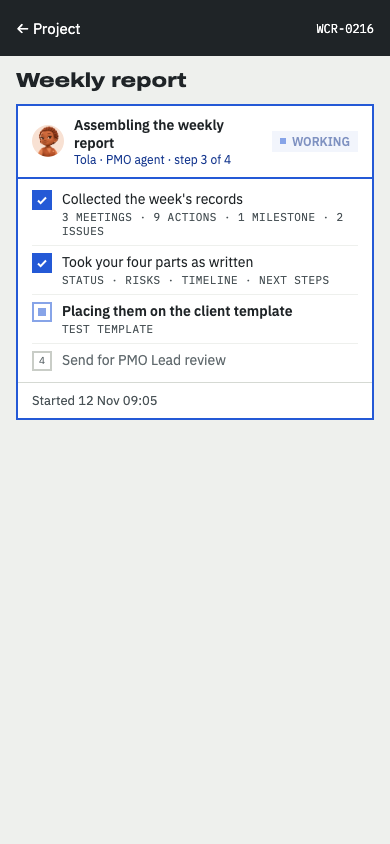 ← Project
WCR-0216
Weekly report
Assembling the weekly
report
Tola · PMO agent · step 3 of 4
WORKING
Collected the week's records
3 MEETINGS · 9 ACTIONS · 1 MILESTONE · 2
ISSUES
Took your four parts as written
STATUS · RISKS · TIMELINE · NEXT STEPS
Placing them on the client template
TEST TEMPLATE
4
Send for PMO Lead review
Started 12 Nov 09:05